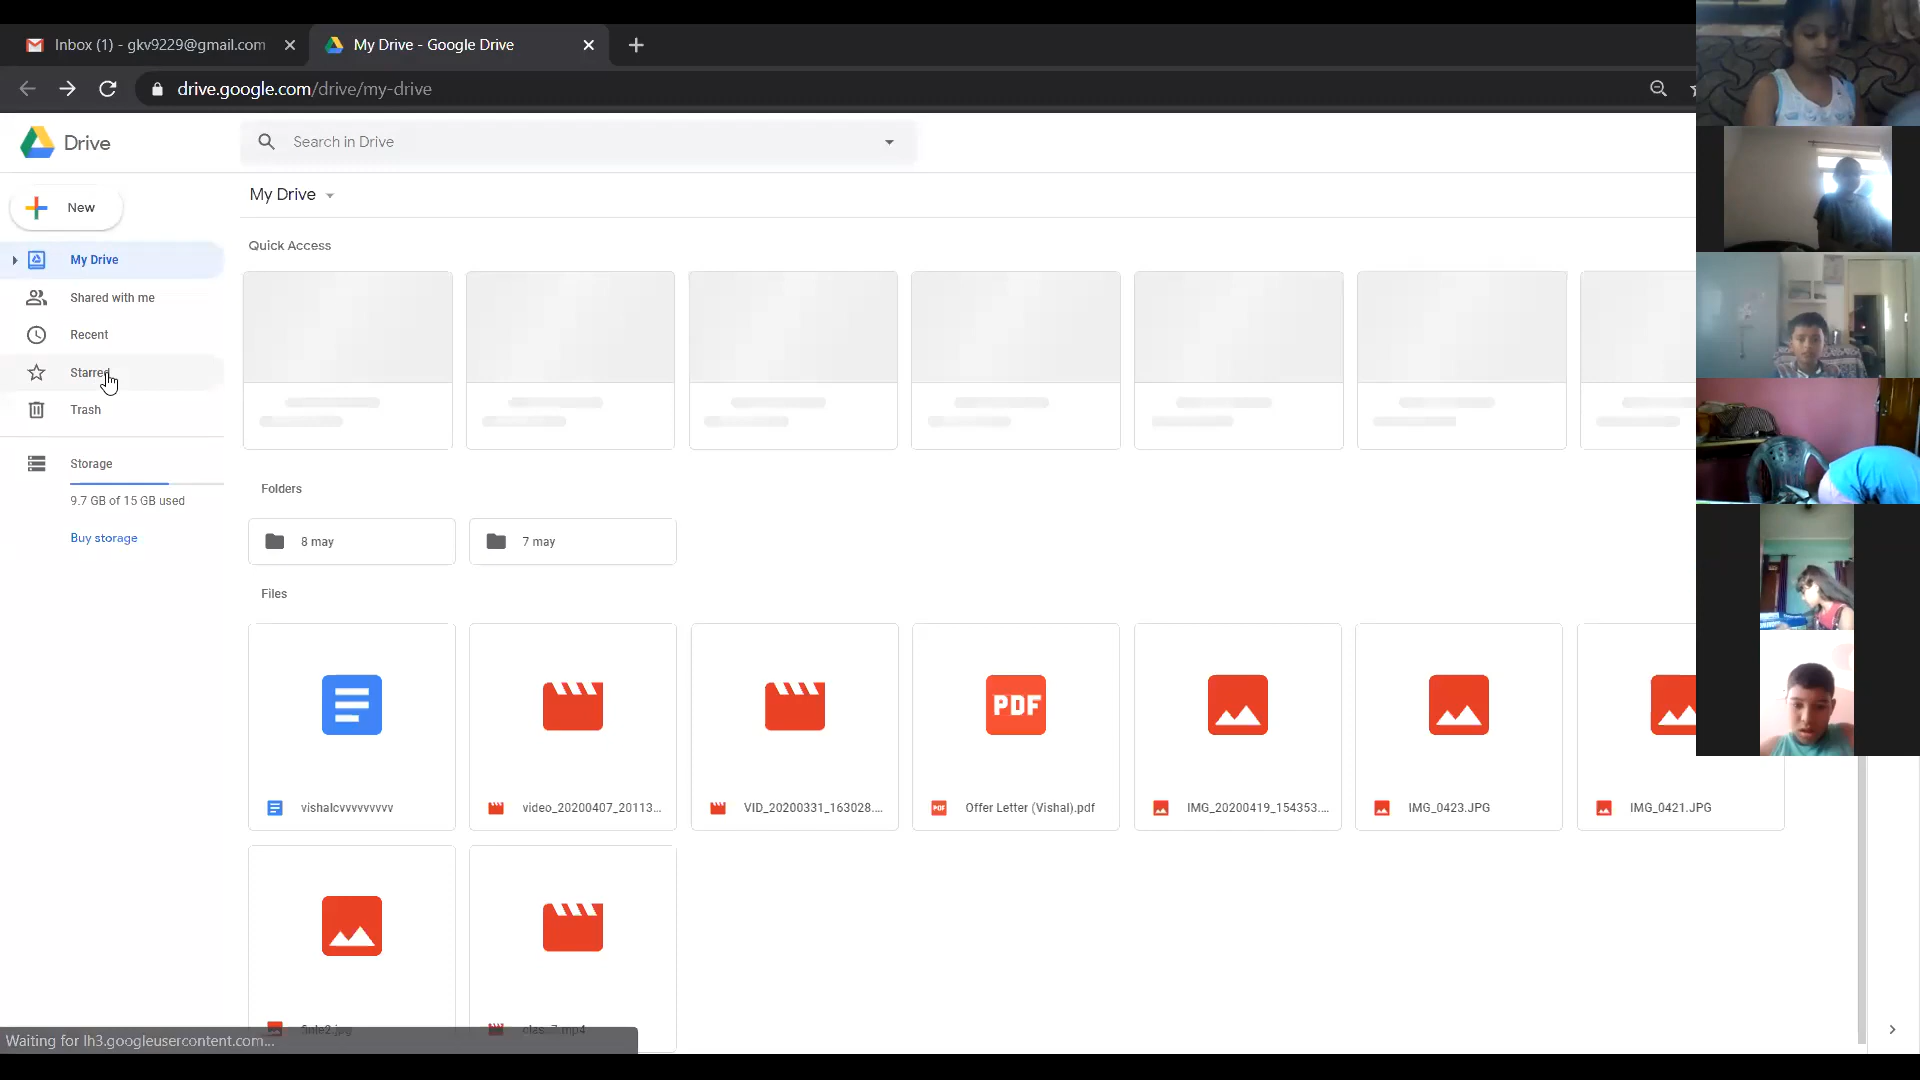 Inbox (1) - gkv9229@gmail.com
My Drive - Google Drive
drive.google.com/drive/my-drive
Drive
Search in Drive
My Drive
New
Quick Access
My Drive
Shared with me
Recent
Starred
Trash
Storage
9.7 GB of 15 GB used
Buy storage
Folders
8 may
7 may
Files
PDF
vishalcvvvvvvvvv
video_20200407_20113...
VID_20200331_163028....
PDF
Offer Letter (Vishal).pdf
IMG_20200419_154353....
IMG_0423.JPG
IMG_0421.JPG
Waiting for lh3.googleusercontent.com...